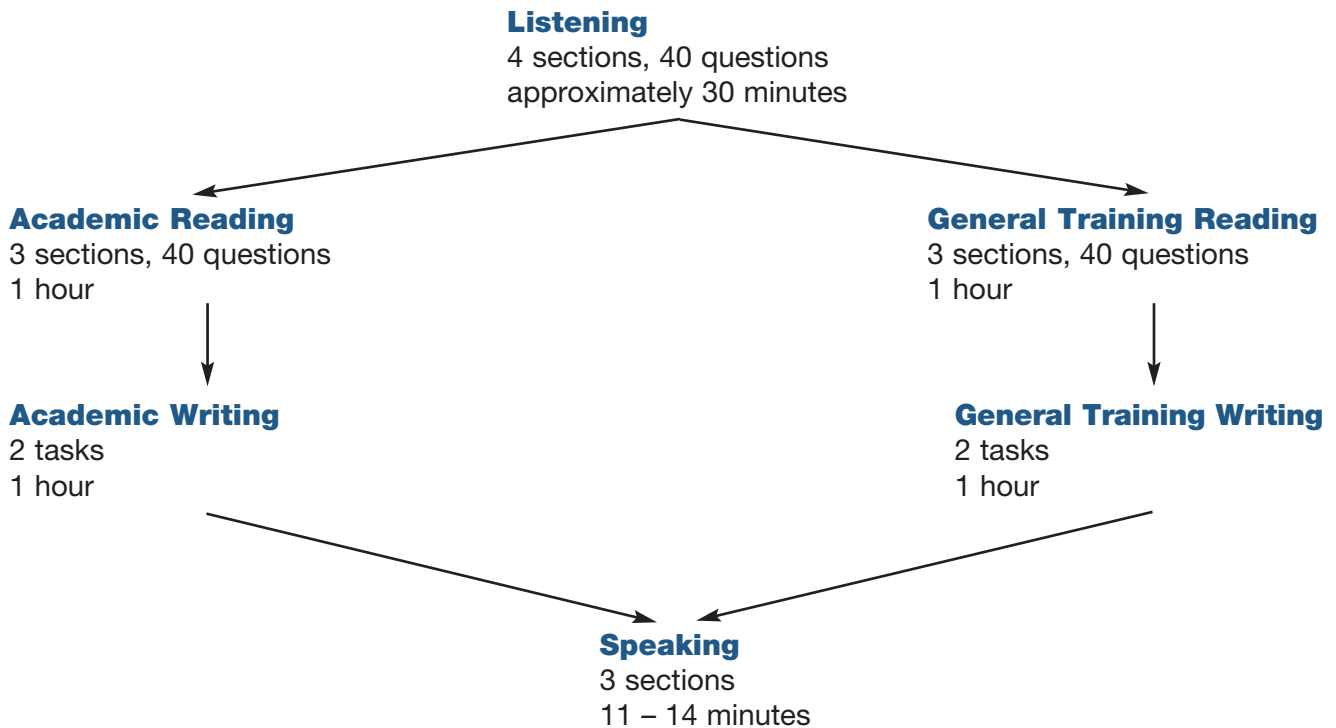 Listening
4 sections, 40 questions
approximately 30 minutes
Academic Reading
3 sections, 40 questions
1 hour
General Training Reading
3 sections, 40 questions
1 hour
Academic Writing
2 tasks
1 hour
General Training Writing
2 tasks
1 hour
Speaking
3 sections
11 – 14 minutes